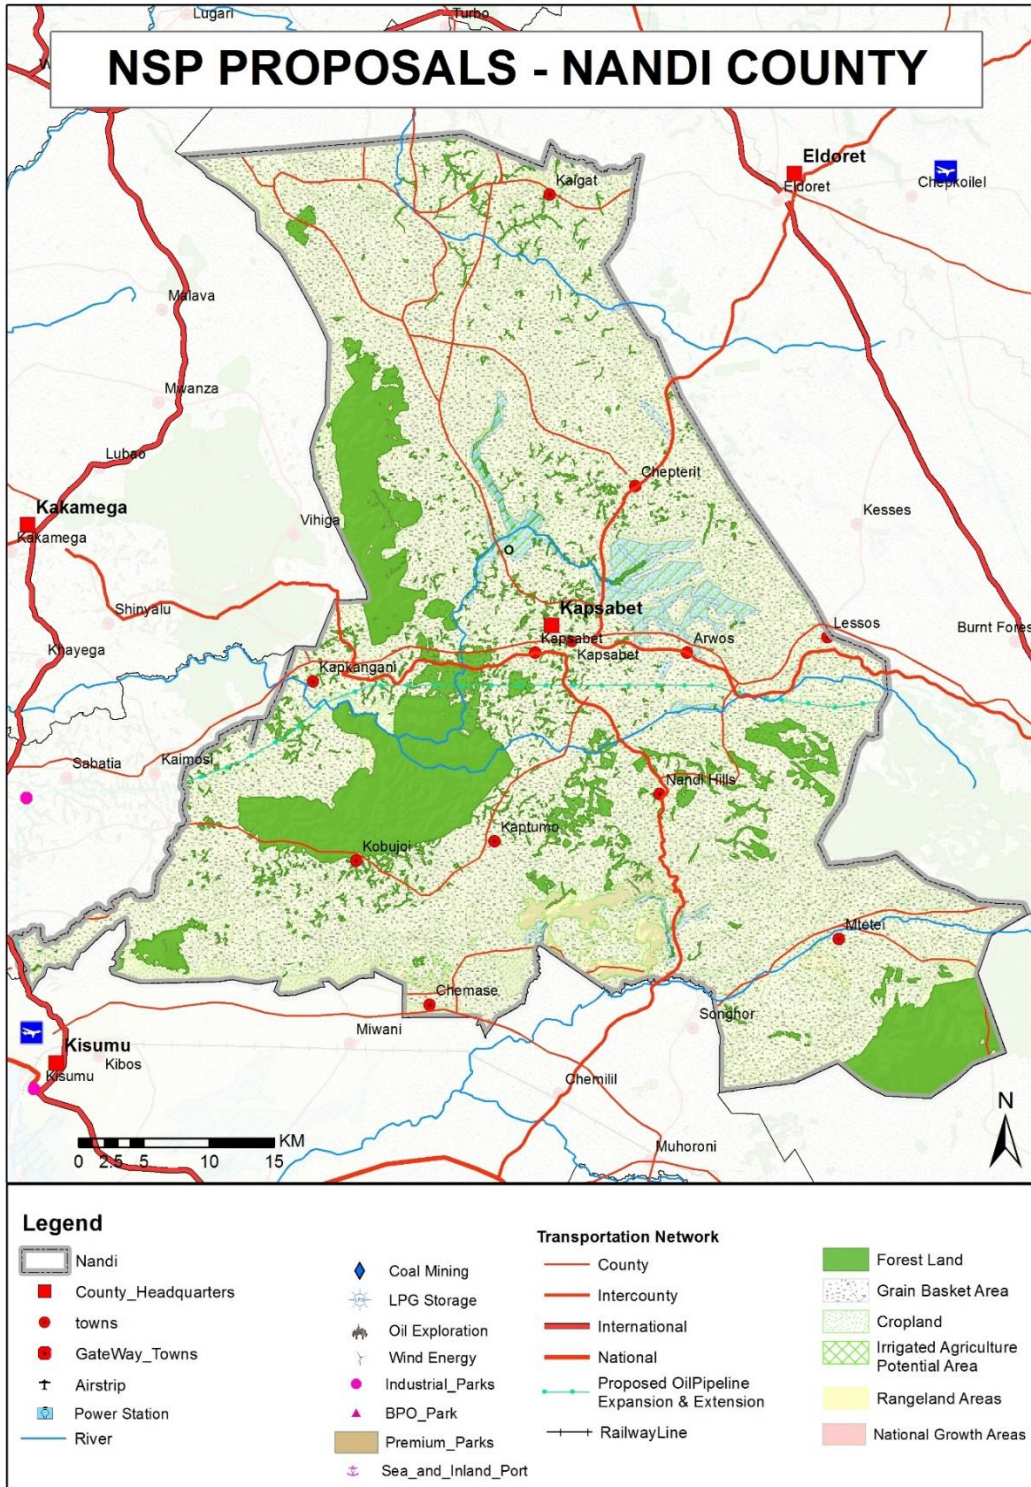 Lugari
Turbo
NSP PROPOSALS - NANDI COUNTY
Eldoret
Eldoret
Chepkoilel
Kaigat
Malava
Mwanza
Lubao
Chepterit
Kakamega
Kakamega
Vihiga
Kesses
Shinyalu
Kapsabet
Kapsabet
Kapsabet
Arwos
Lessos
Burnt Fores
Khayega
Kapkangani
Sabatia
Kaimosi
Nandi Hills
Kaptumo
Kobujoi
Mtetei
Chemase
Songhor
Miwani
Kisumu
Kisumu
Kibos
Chemilil
Muhoroni
N
KM
0 2.5 5 10 15
Legend
Nandi
County_Headquarters
towns
GateWay_Towns
Airstrip
Power Station
River
Coal Mining
LPG Storage
Oil Exploration
Wind Energy
Industrial_Parks
BPO_Park
Premium_Parks
Sea_and_Inland_Port
Transportation Network
County
Intercounty
International
National
Proposed OilPipeline
Expansion & Extension
RailwayLine
Forest Land
Grain Basket Area
Cropland
Irrigated Agriculture
Potential Area
Rangeland Areas
National Growth Areas